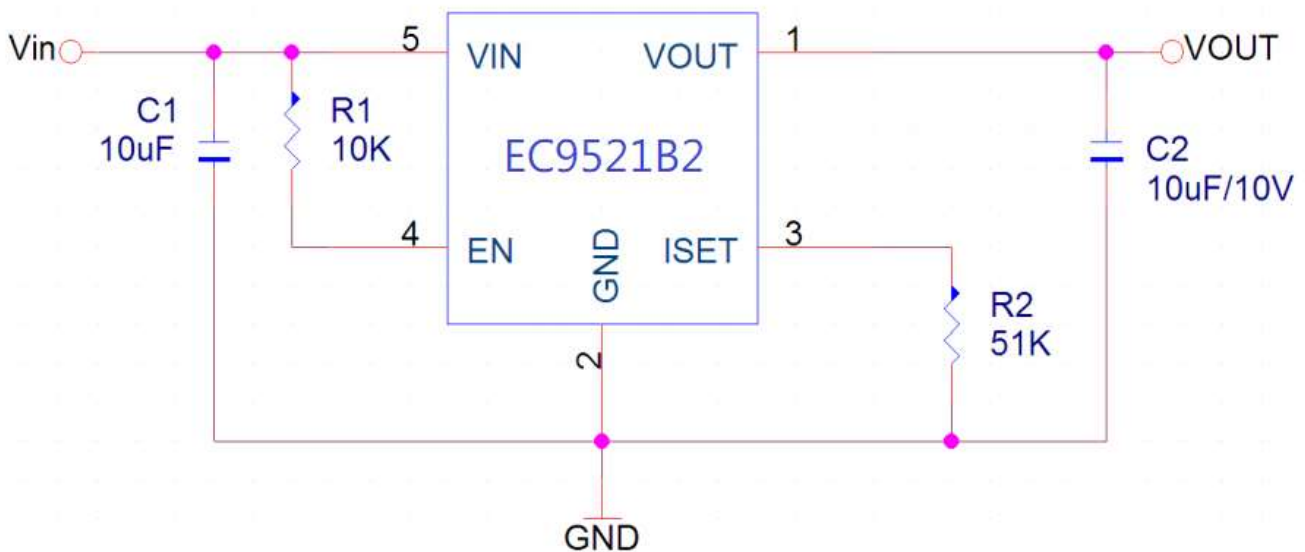 Vin
5
VIN
VOUT
1
VOUT
C1
10uF
R1
10K
EC9521B2
C2
10uF/10V
4
EN
GND
ISET
3
R2
51K
2
GND